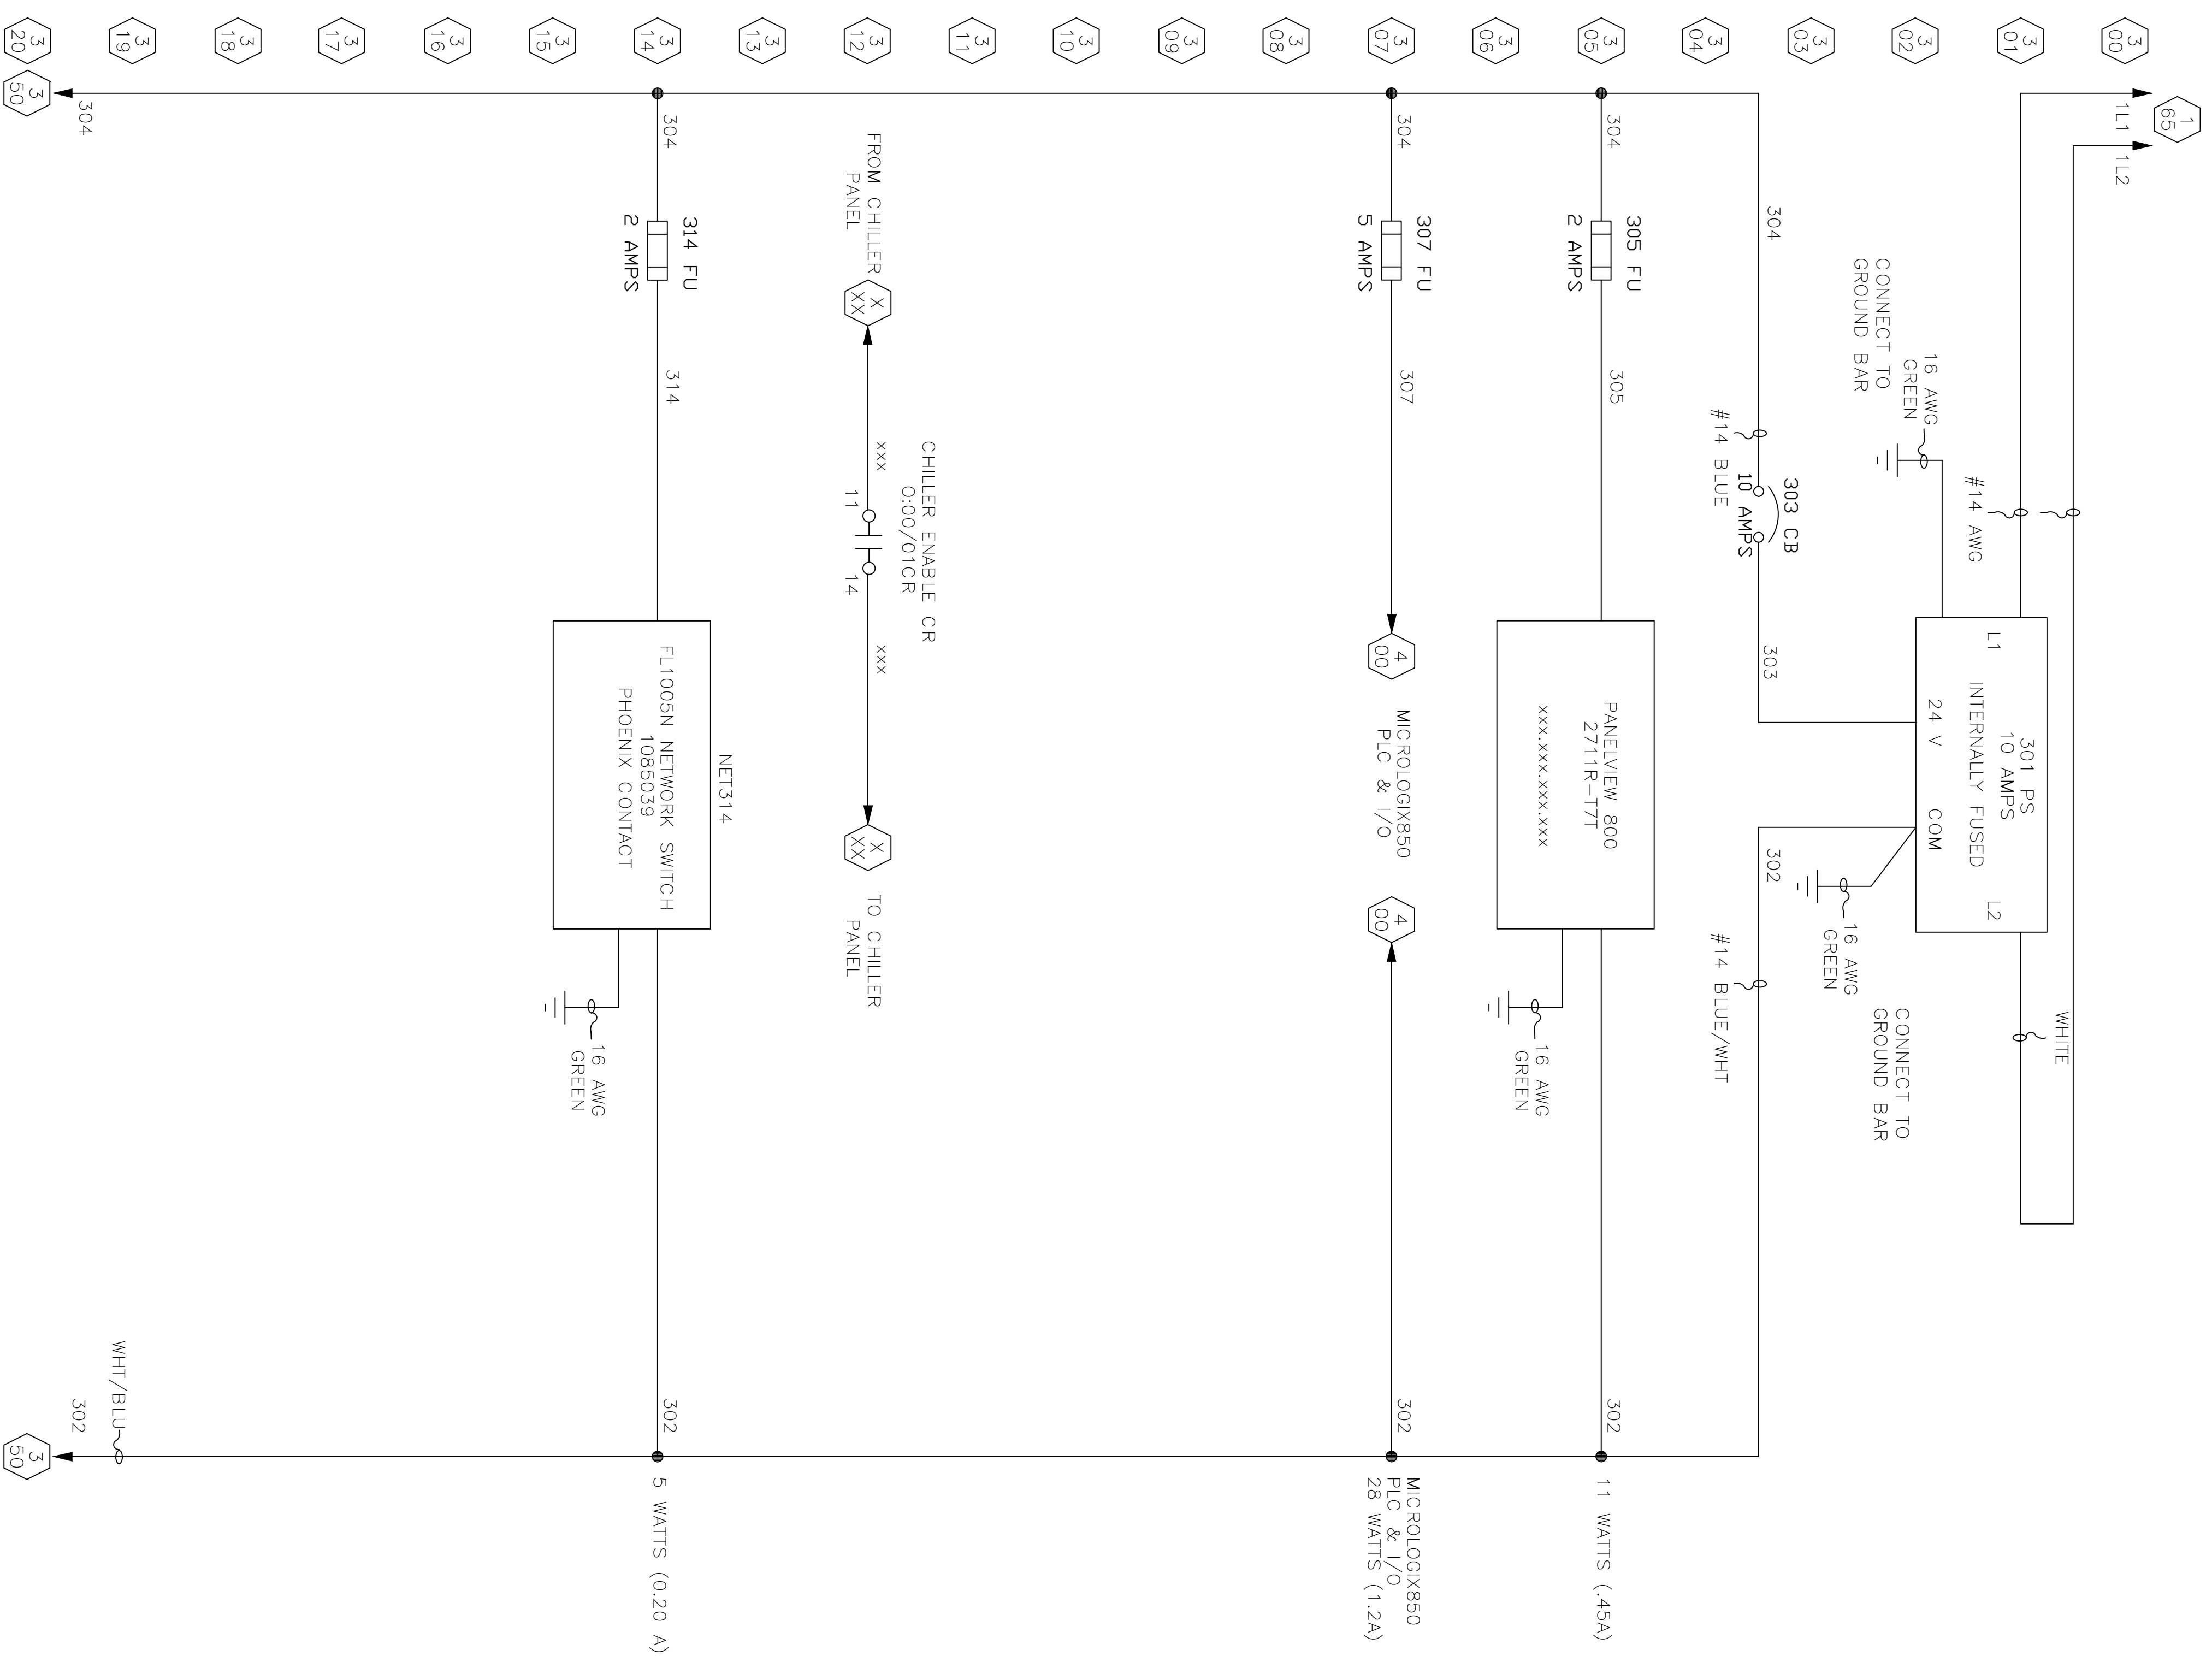 1
65
1L1
1L2
3
00
3
01
#14 AWG
WHITE
301 PS
10 AMPS
INTERNALLY FUSED
L1
L2
24 V
COM
3
02
16 AWG
GREEN
CONNECT TO
GROUND BAR
CONNECT TO
GROUND BAR
16 AWG
GREEN
3
03
304
303 CB
10 AMPS
#14 BLUE
303
302
#14 BLUE/WHT
3
04
3
05
304
305 FU
2 AMPS
305
PANELVIEW 800
2711R-T7T
xxx.xxx.xxx.xxx
16 AWG
GREEN
302
11 WATTS (.45A)
3
06
3
07
304
307 FU
5 AMPS
307
4
00
MICROLOGIX850
PLC & I/O
4
00
302
MICROLOGIX850
PLC & I/O
28 WATTS (1.2A)
3
08
3
09
3
10
3
11
3
12
FROM CHILLER
PANEL
X
XX
xxx
CHILLER ENABLE CR
O:00/01CR
11
14
xxx
X
XX
TO CHILLER
PANEL
3
13
3
14
304
314 FU
2 AMPS
314
NET314
FL1005N NETWORK SWITCH
1085039
PHOENIX CONTACT
16 AWG
GREEN
302
5 WATTS (0.20 A)
3
15
3
16
3
17
3
18
3
19
WHT/BLU
3
20
304
3
50
302
3
50